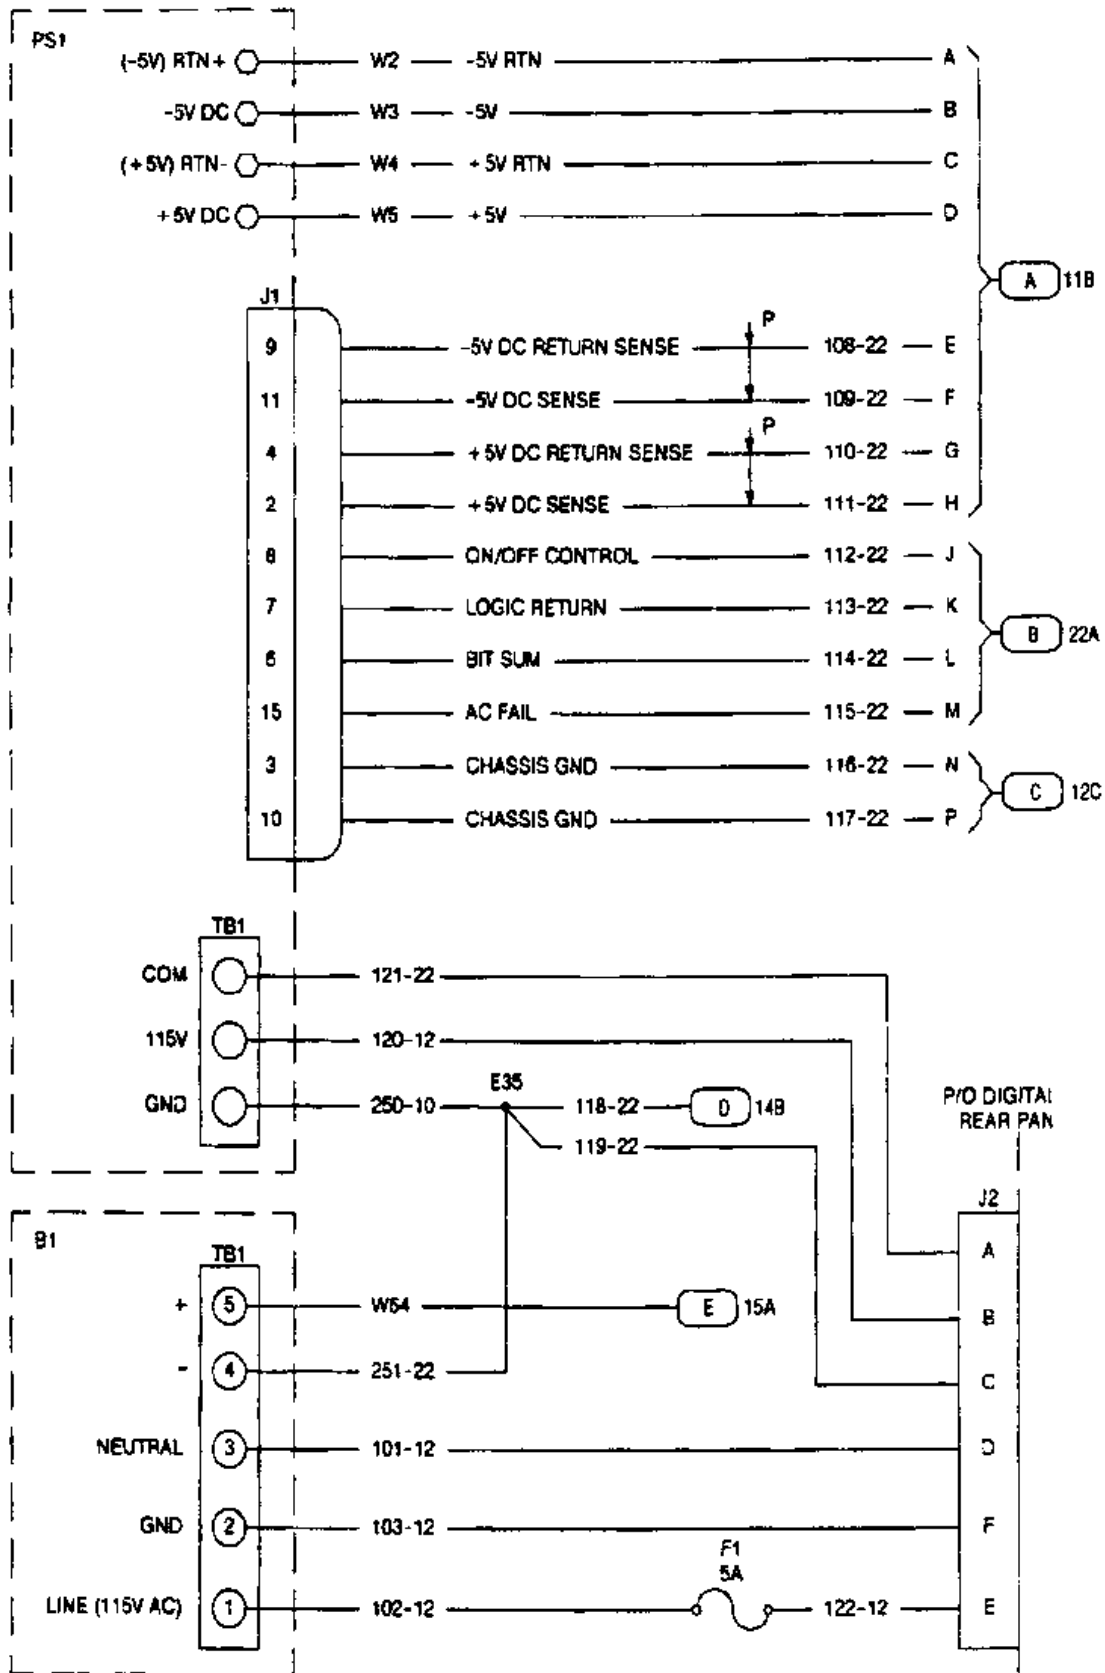 PS1
(-5V) RTN + W2 -5V RTN A
-5V DC W3 -5V B
(+5V) RTN- W4 +5V RTN C
+5V DC W5 +5V D
A 11B
J1
9 -5V DC RETURN SENSE P 108-22 E
11 -5V DC SENSE 109-22 F
4 +5V DC RETURN SENSE P 110-22 G
2 +5V DC SENSE 111-22 H
8 ON/OFF CONTROL 112-22 J
7 LOGIC RETURN 113-22 K
B 22A
6 BIT SUM 114-22 L
15 AC FAIL 115-22 M
3 CHASSIS GND 116-22 N
C 12C
10 CHASSIS GND 117-22 P
TB1
COM 121-22
115V 120-12
E35
GND 250-10 118-22 D 14B
119-22
P/O DIGITAL
REAR PAN
J2
B1
TB1
A
+ 5 W54 E 15A
B
- 4 251-22
C
NEUTRAL 3 101-12 D
GND 2 103-12 F
F1
5A
LINE (115V AC) 1 102-12 122-12 E